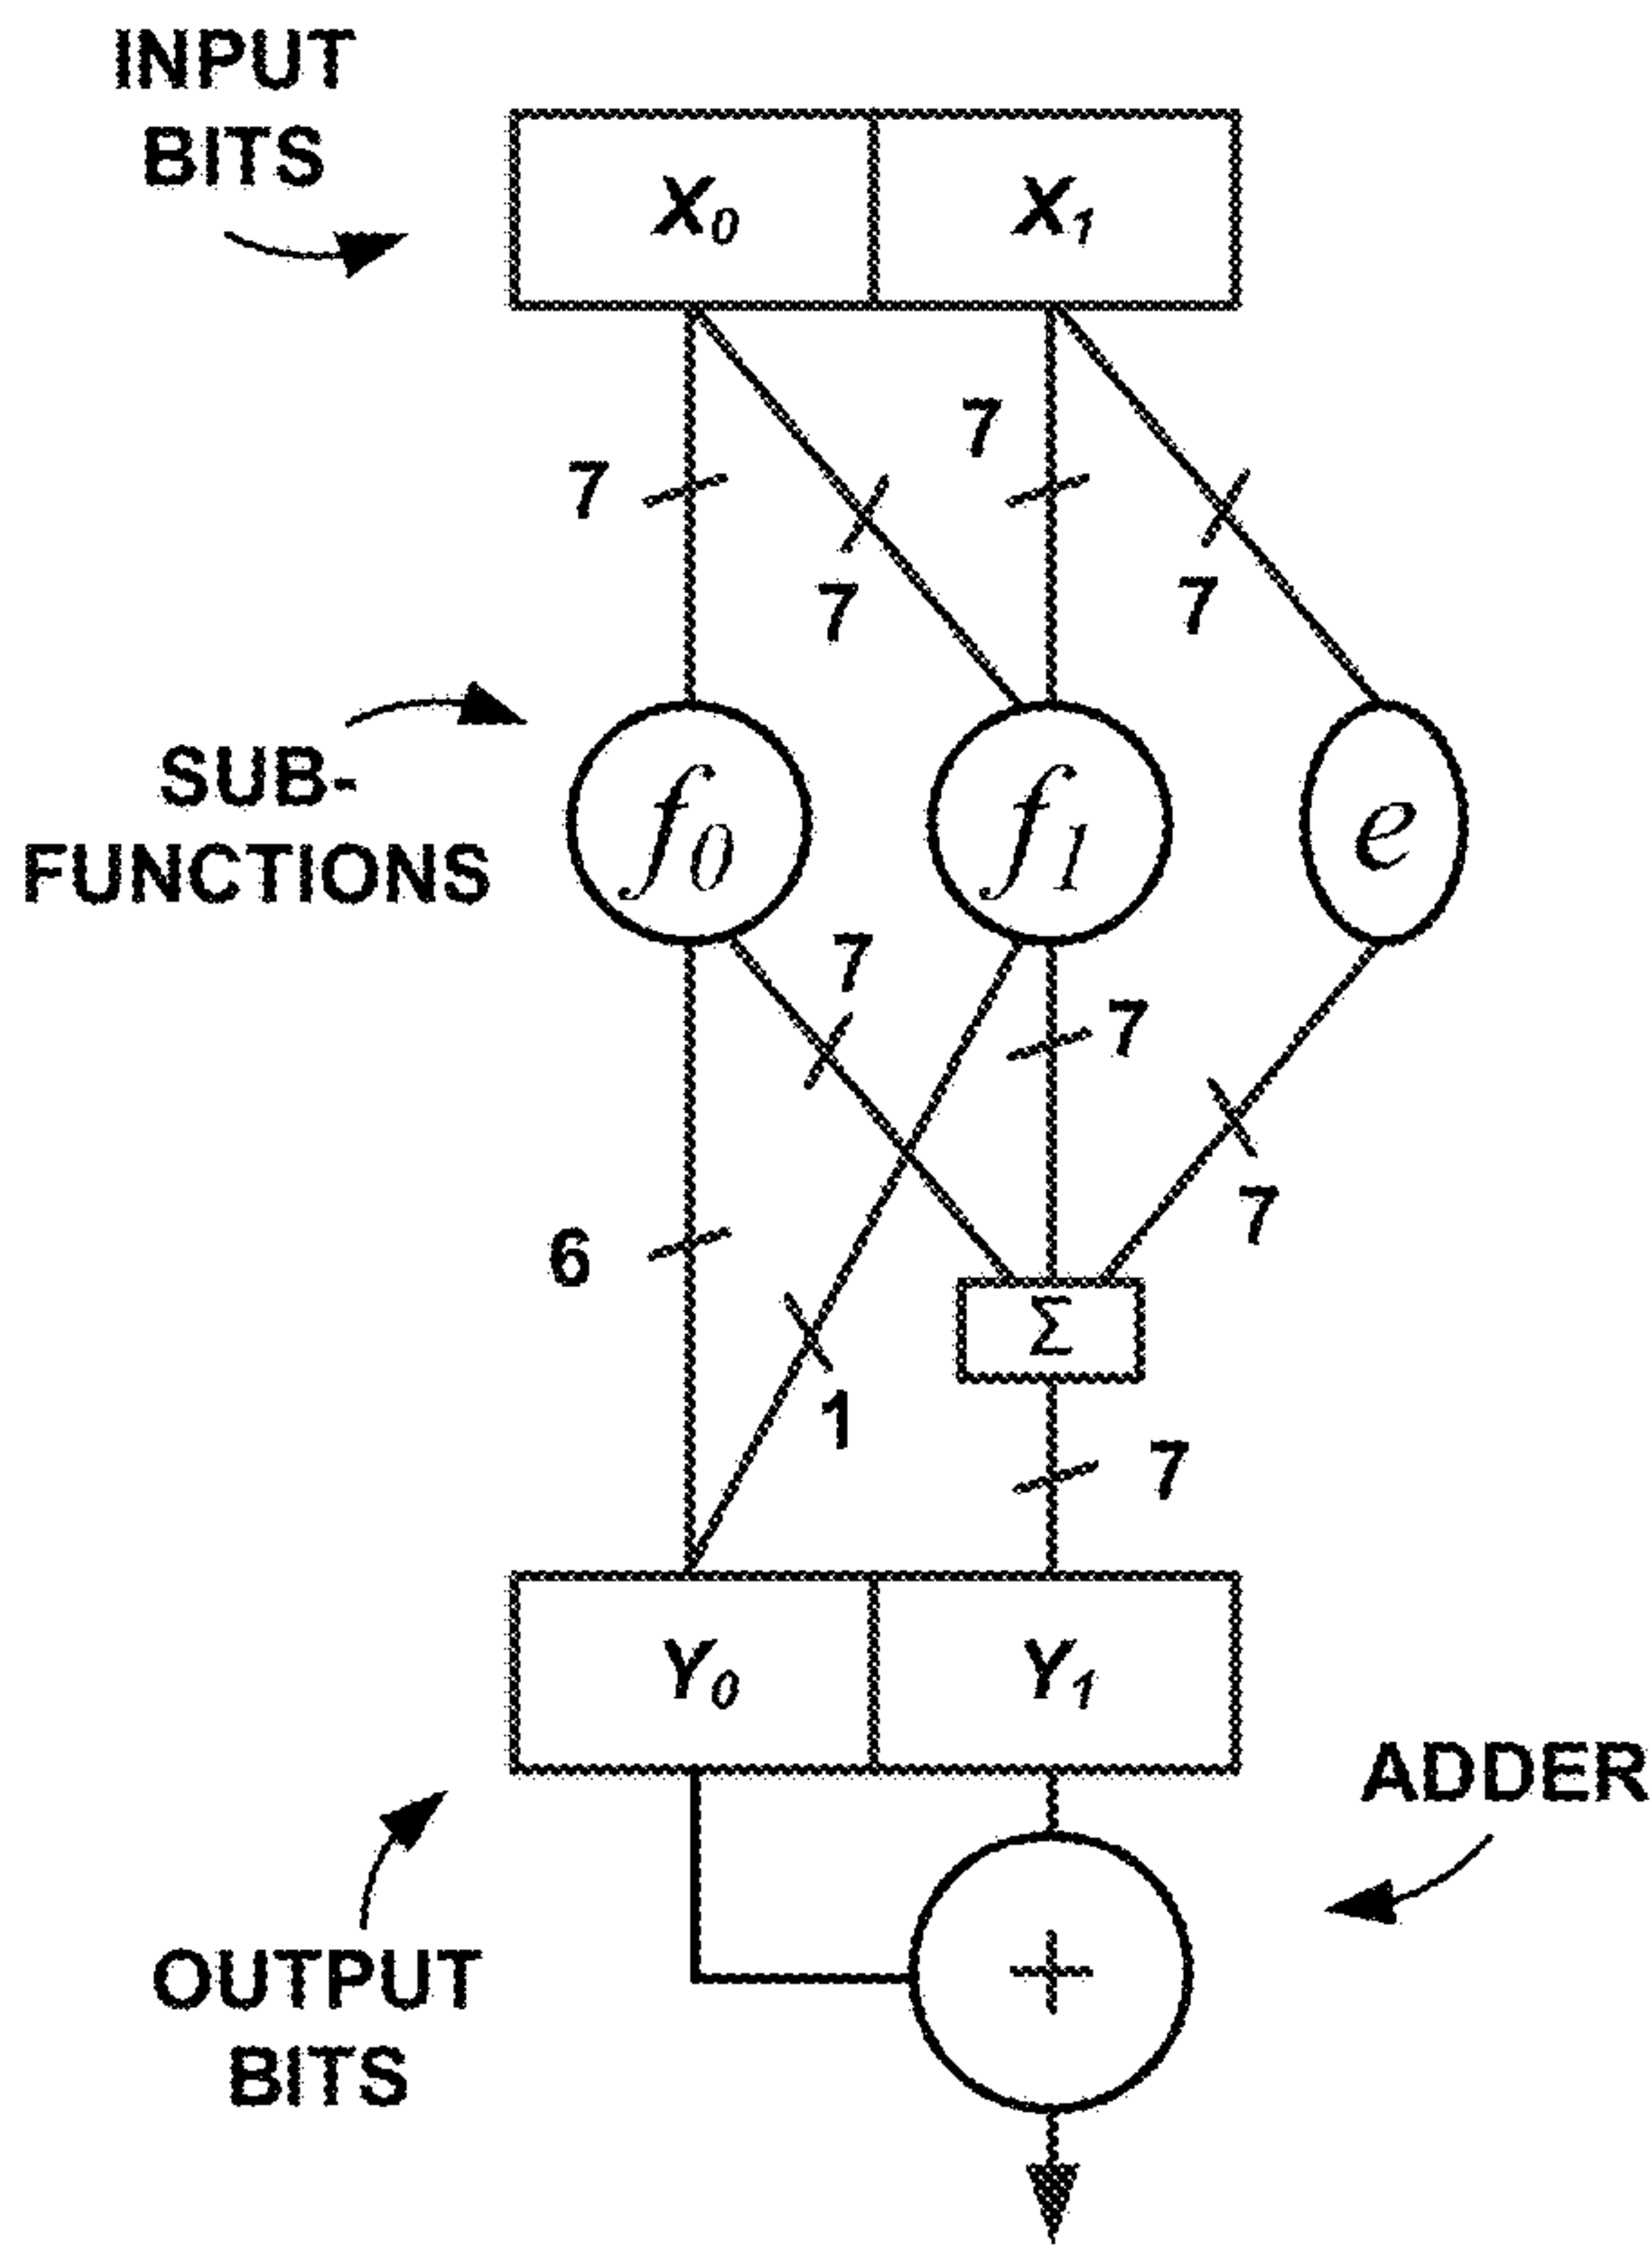 INPUT
BITS
X0
X1
7
7
7
7
SUB-
FUNCTIONS
f0
f1
e
7
7
7
6
Σ
1
7
Y0
Y1
ADDER
+
OUTPUT
BITS